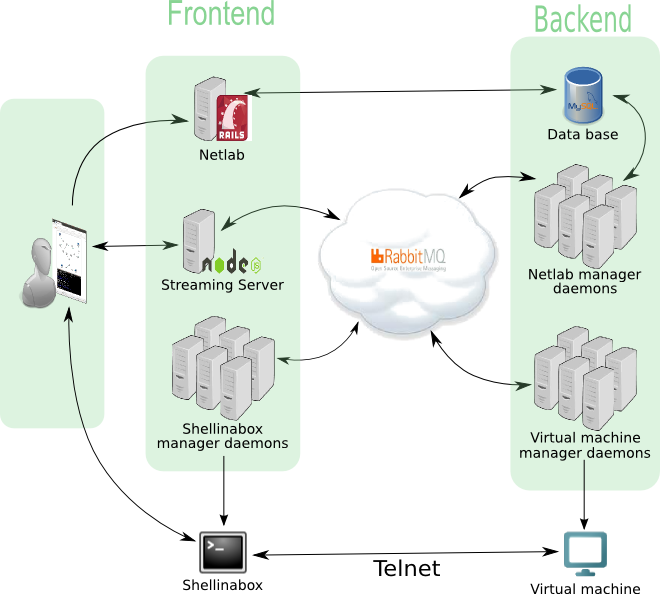 Frontend
Backend
RAILS
Netlab
MySQL
Data base
RabbitMQ
Open Source Enterprise Messaging
node JS
Streaming Server
Netlab manager
daemons
Shellinabox
manager daemons
Virtual machine
manager daemons
>_
Telnet
Shellinabox
Virtual machine